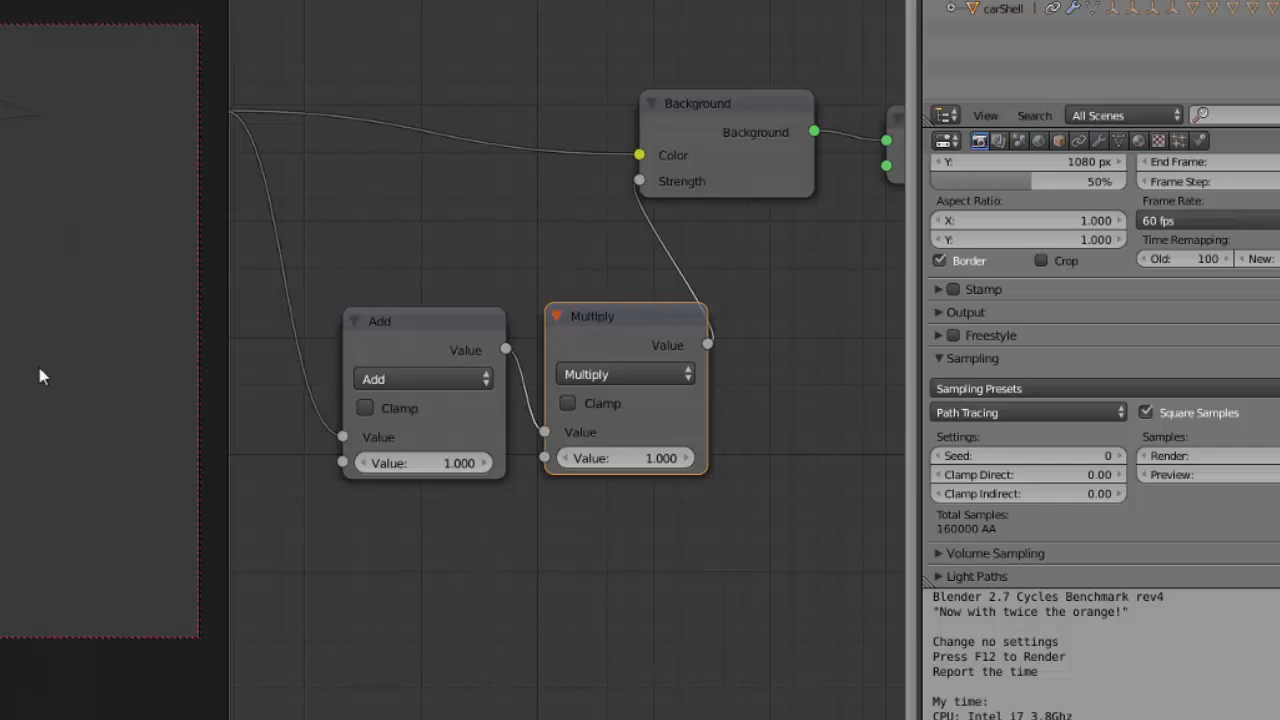 carShell
View Search All Scenes
Background
Background
Color
Strength
Add
Value
Add
Clamp
Value
Value: 1.000
Multiply
Value
Multiply
Clamp
Value
Value: 1.000
Y: 1080 px
50%
Aspect Ratio:
X: 1.000
Y: 1.000
Border Crop
End Frame:
Frame Step:
Frame Rate:
60 fps
Time Remapping:
Old: 100 New:
Stamp
Output
Freestyle
Sampling
Sampling Presets
Path Tracing Square Samples
Settings:
Seed: 0
Clamp Direct: 0.00
Clamp Indirect: 0.00
Samples:
Render:
Preview:
Total Samples:
160000 AA
Volume Sampling
Light Paths
Blender 2.7 Cycles Benchmark rev4
"Now with twice the orange!"
Change no settings
Press F12 to Render
Report the time
My time:
CPU: Intel i7 3.8Ghz